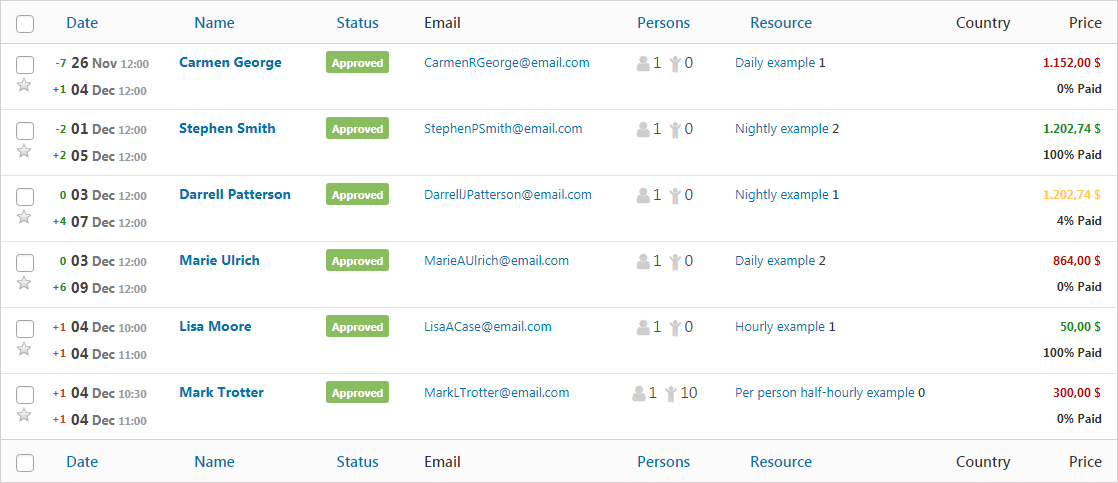 Date Name Status Email Persons Resource Country Price
-7 26 Nov 12:00 Carmen George Approved CarmenRGeorge@email.com 1 0 Daily example 1 1.152,00 $
+1 04 Dec 12:00 0% Paid
-2 01 Dec 12:00 Stephen Smith Approved StephenPSmith@email.com 1 0 Nightly example 2 1.202,74 $
+2 05 Dec 12:00 100% Paid
0 03 Dec 12:00 Darrell Patterson Approved DarrellJPatterson@email.com 1 0 Nightly example 1 1.202,74 $
+4 07 Dec 12:00 4% Paid
0 03 Dec 12:00 Marie Ulrich Approved MarieAUlrich@email.com 1 0 Daily example 2 864,00 $
+6 09 Dec 12:00 0% Paid
+1 04 Dec 10:00 Lisa Moore Approved LisaACase@email.com 1 0 Hourly example 1 50,00 $
+1 04 Dec 11:00 100% Paid
+1 04 Dec 10:30 Mark Trotter Approved MarkLTrotter@email.com 1 10 Per person half-hourly example 0 300,00 $
+1 04 Dec 11:00 0% Paid
Date Name Status Email Persons Resource Country Price